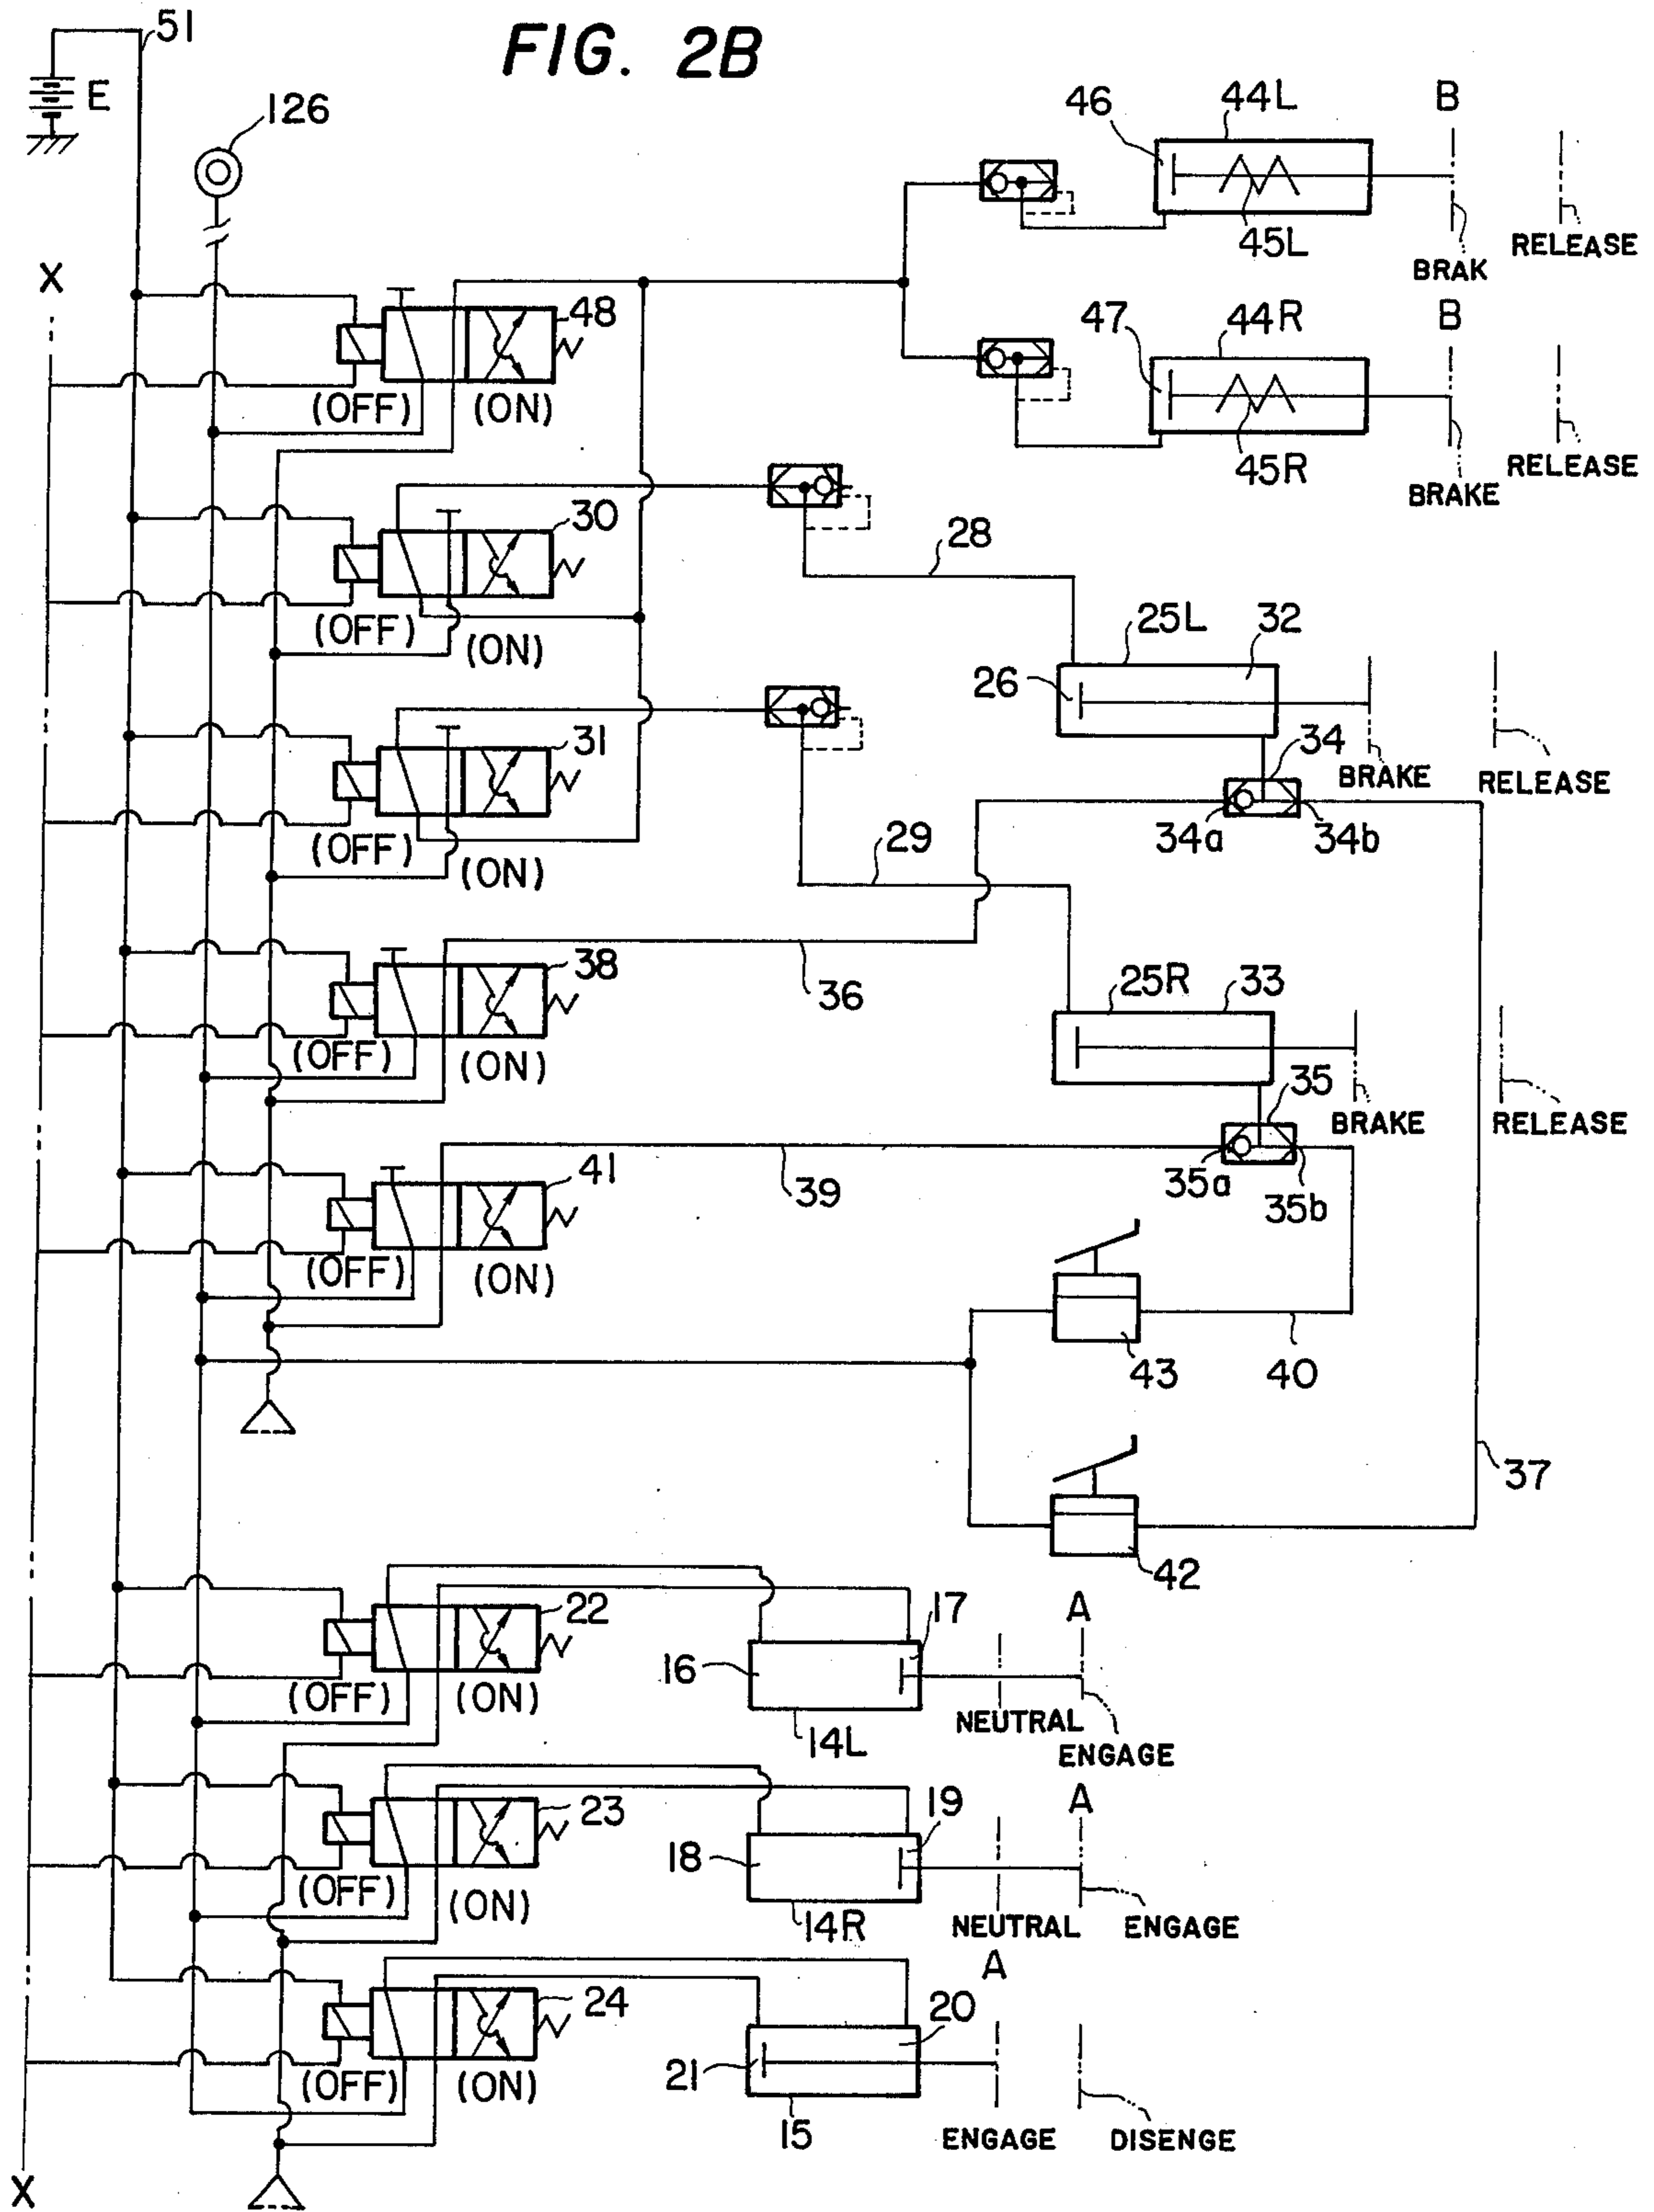 51
FIG. 2B
E
126
46
44L
B
45L
BRAK
RELEASE
X
48
(OFF)
(ON)
47
44R
B
45R
BRAKE
RELEASE
30
(OFF)
(ON)
28
25L
32
26
34
BRAKE
RELEASE
34a
34b
31
(OFF)
(ON)
29
38
36
(OFF)
(ON)
25R
33
35
BRAKE
RELEASE
35a
35b
41
39
(OFF)
(ON)
43
40
37
42
22
(OFF)
(ON)
16
17
A
14L
NEUTRAL
ENGAGE
23
(OFF)
(ON)
18
19
A
14R
NEUTRAL
ENGAGE
24
(OFF)
(ON)
A
20
21
15
ENGAGE
DISENGE
X